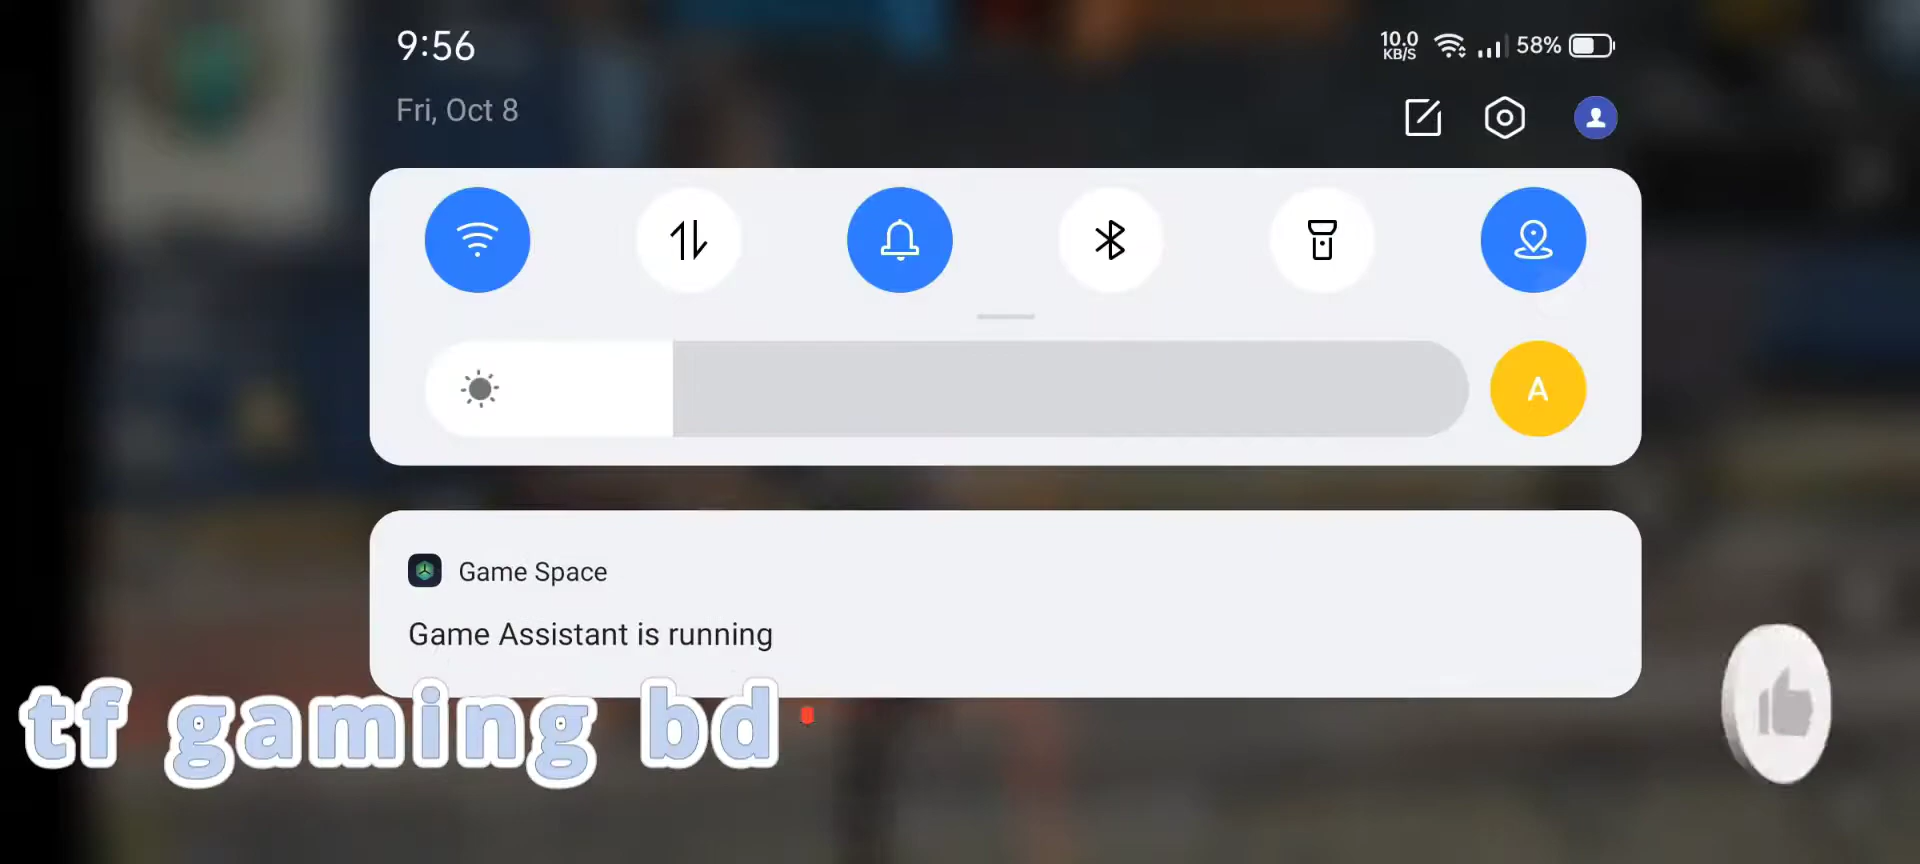 9:56
10.0
KB/S
58%
Fri, Oct 8
A
Game Space
Game Assistant is running
tf gaming bd